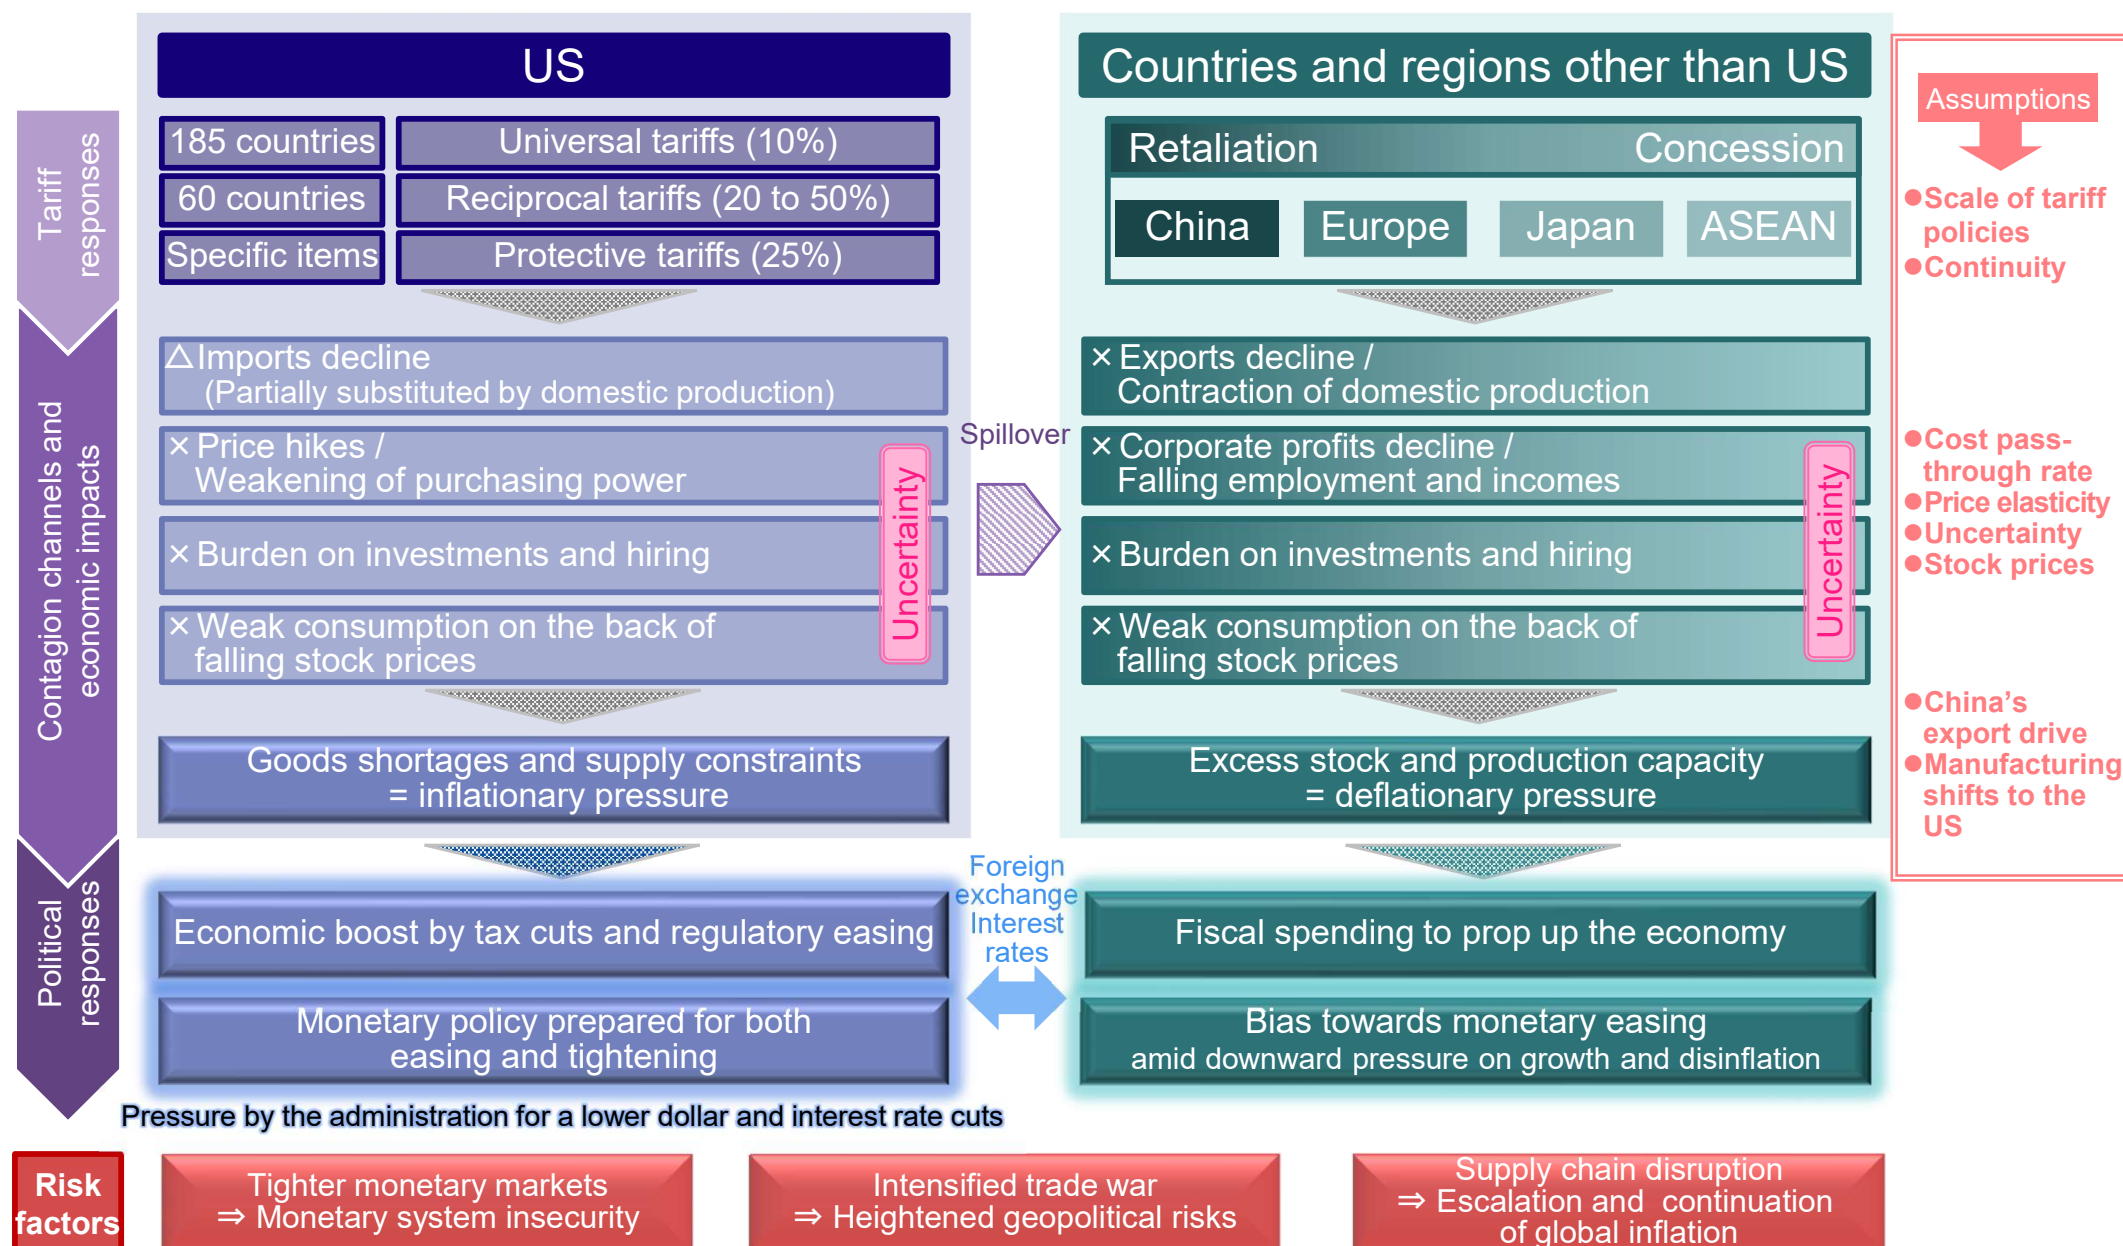 US
Countries and regions other than US
Assumptions
Tariff
responses
185 countries
Universal tariffs (10%)
60 countries
Reciprocal tariffs (20 to 50%)
Specific items
Protective tariffs (25%)
Retaliation
Concession
China
Europe
Japan
ASEAN
●Scale of tariff
policies
●Continuity
Contagion channels and
economic impacts
△Imports decline
(Partially substituted by domestic production)
×Price hikes /
Weakening of purchasing power
×Burden on investments and hiring
×Weak consumption on the back of
falling stock prices
Uncertainty
Spillover
×Exports decline /
Contraction of domestic production
×Corporate profits decline /
Falling employment and incomes
×Burden on investments and hiring
×Weak consumption on the back of
falling stock prices
Uncertainty
●Cost pass-
through rate
●Price elasticity
●Uncertainty
●Stock prices
Goods shortages and supply constraints
= inflationary pressure
Excess stock and production capacity
= deflationary pressure
●China's
export drive
●Manufacturing
shifts to the
US
Political
responses
Economic boost by tax cuts and regulatory easing
Monetary policy prepared for both
easing and tightening
Foreign
exchange
Interest
rates
Fiscal spending to prop up the economy
Bias towards monetary easing
amid downward pressure on growth and disinflation
Pressure by the administration for a lower dollar and interest rate cuts
Risk
factors
Tighter monetary markets
⇒ Monetary system insecurity
Intensified trade war
⇒ Heightened geopolitical risks
Supply chain disruption
⇒ Escalation and continuation
of global inflation